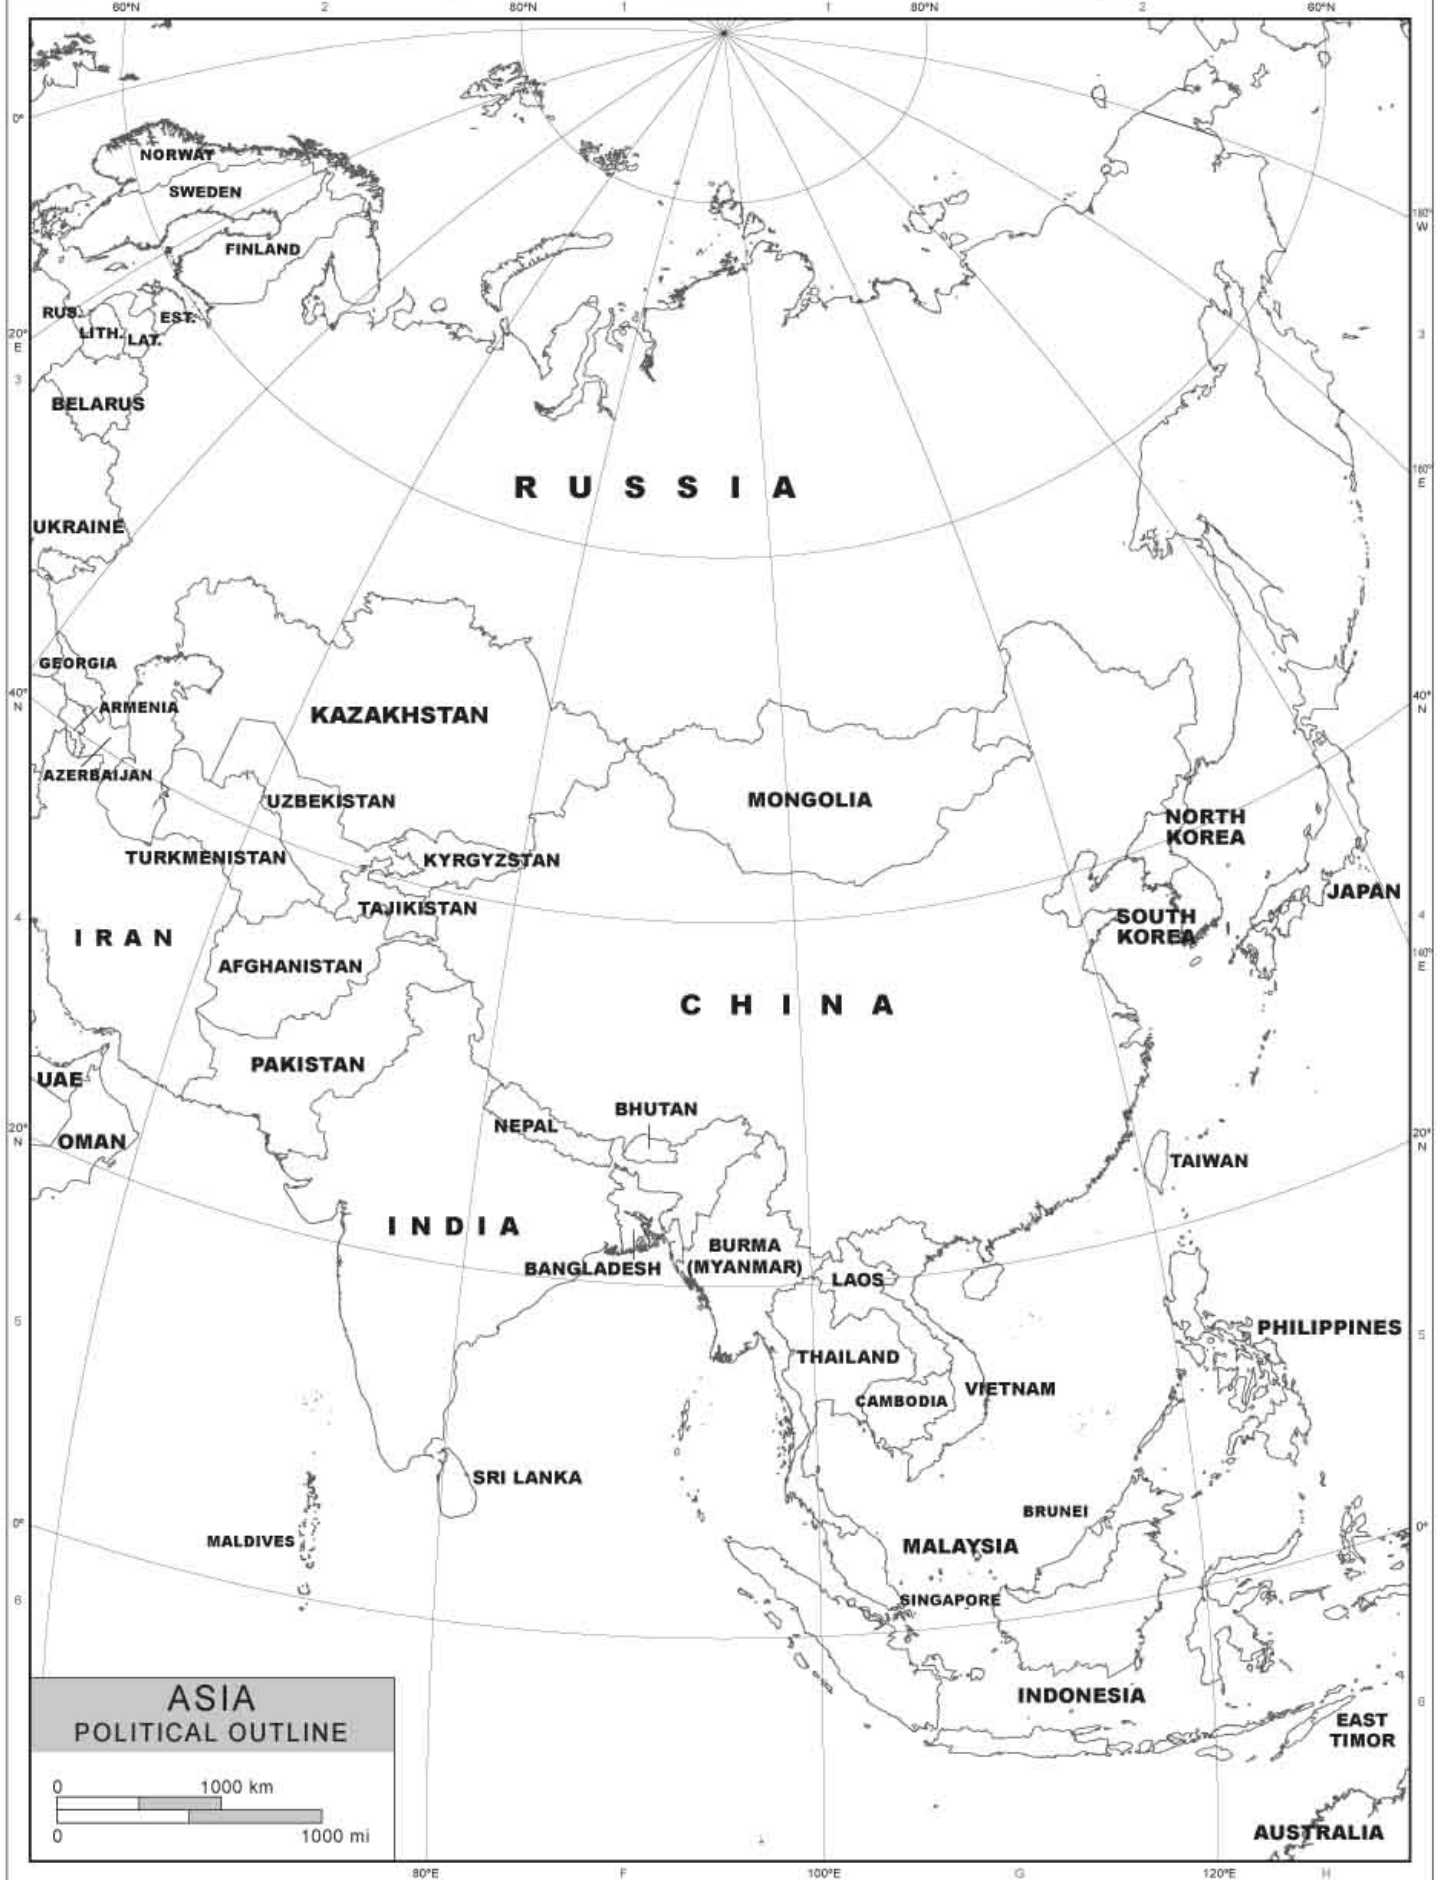 60°N 2 80°N 1 1 80°N 2 60°N
0°
NORWAY
SWEDEN
180°
W
FINLAND
RUS.
EST.
20°
E
LITH.
LAT.
3
3
BELARUS
160°
E
RUSSIA
UKRAINE
GEORGIA
40°
N
ARMENIA
KAZAKHSTAN
40°
N
AZERBAIJAN
UZBEKISTAN
MONGOLIA
NORTH
KOREA
TURKMENISTAN
KYRGYZSTAN
JAPAN
TAJIKISTAN
4
4
SOUTH
KOREA
IRAN
AFGHANISTAN
140°
E
CHINA
PAKISTAN
UAE
BHUTAN
NEPAL
20°
N
OMAN
20°
N
TAIWAN
INDIA
BURMA
(MYANMAR)
BANGLADESH
LAOS
5
PHILIPPINES
5
THAILAND
VIETNAM
CAMBODIA
SRI LANKA
BRUNEI
0°
0°
MALDIVES
MALAYSIA
6
SINGAPORE
INDONESIA
6
ASIA
POLITICAL OUTLINE
EAST
TIMOR
0 1000 km
0 1000 mi
AUSTRALIA
80°E F 100°E G 120°E H